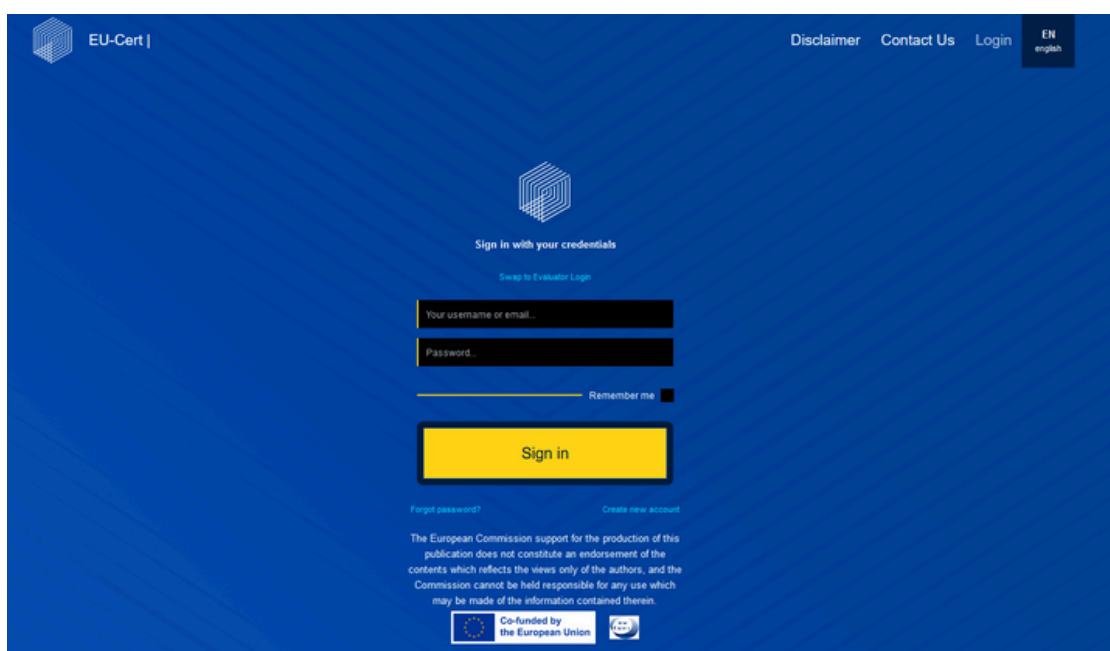 EU-Cert |
Disclaimer Contact Us Login EN
english
Sign in with your credentials
Swap to Evaluator Login
Your username or email...
Password...
Remember me
Sign in
Forgot password? Create new account
The European Commission support for the production of this
publication does not constitute an endorsement of the
contents which reflects the views only of the authors, and the
Commission cannot be held responsible for any use which
may be made of the information contained therein.
Co-funded by
the European Union